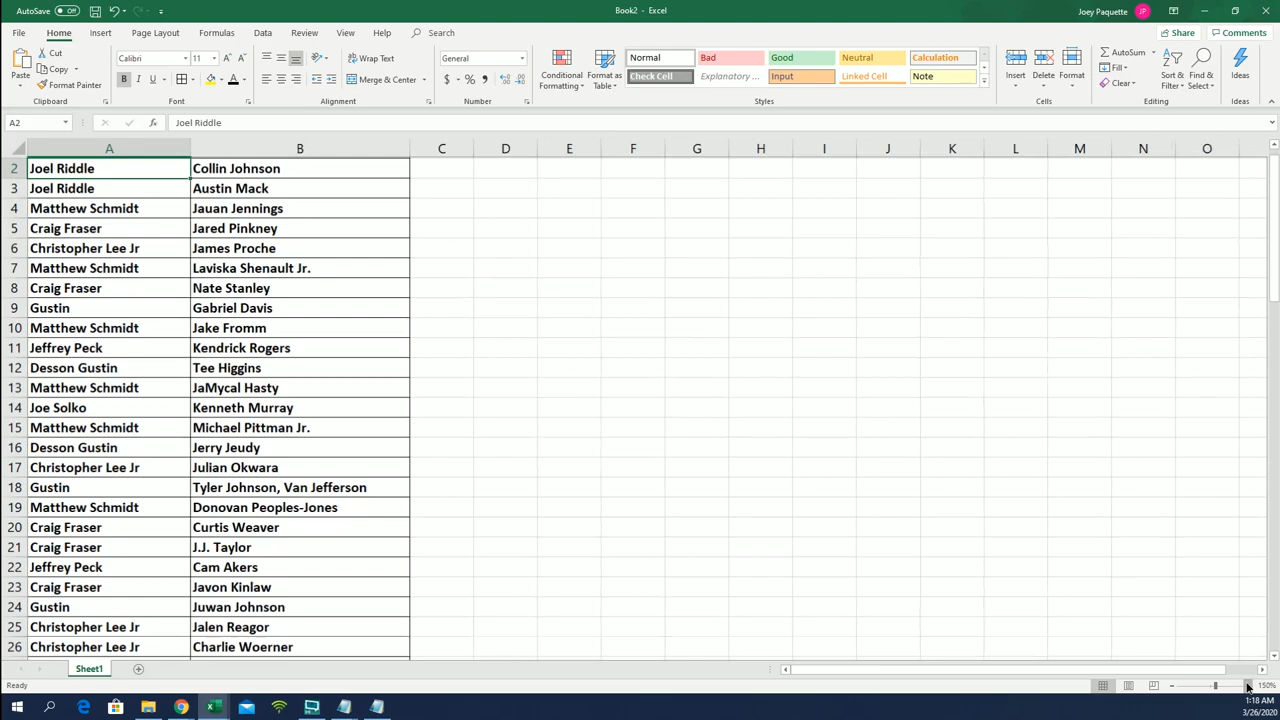 AutoSave Off Book2 - Excel Joey Paquette JP
File Home Insert Page Layout Formulas Data Review View Help Search Share Comments
Paste Cut Copy Format Painter Clipboard
Calibri 11 B I U A A A Font
Wrap Text Merge & Center Alignment
General $ % , Number
Conditional Formatting Format as Table
Normal Bad Good Neutral Calculation
Check Cell Explanatory ... Input Linked Cell Note
Styles
Insert Delete Format Cells
AutoSum Fill Clear Sort & Filter Find & Select Editing
Ideas Ideas
A2 fx Joel Riddle
A B C D E F G H I J K L M N O
2 Joel Riddle Collin Johnson
3 Joel Riddle Austin Mack
4 Matthew Schmidt Jauan Jennings
5 Craig Fraser Jared Pinkney
6 Christopher Lee Jr James Proche
7 Matthew Schmidt Laviska Shenault Jr.
8 Craig Fraser Nate Stanley
9 Gustin Gabriel Davis
10 Matthew Schmidt Jake Fromm
11 Jeffrey Peck Kendrick Rogers
12 Desson Gustin Tee Higgins
13 Matthew Schmidt JaMycal Hasty
14 Joe Solko Kenneth Murray
15 Matthew Schmidt Michael Pittman Jr.
16 Desson Gustin Jerry Jeudy
17 Christopher Lee Jr Julian Okwara
18 Gustin Tyler Johnson, Van Jefferson
19 Matthew Schmidt Donovan Peoples-Jones
20 Craig Fraser Curtis Weaver
21 Craig Fraser J.J. Taylor
22 Jeffrey Peck Cam Akers
23 Craig Fraser Javon Kinlaw
24 Gustin Juwan Johnson
25 Christopher Lee Jr Jalen Reagor
26 Christopher Lee Jr Charlie Woerner
Sheet1
Ready 150%
1:18 AM
3/26/2020